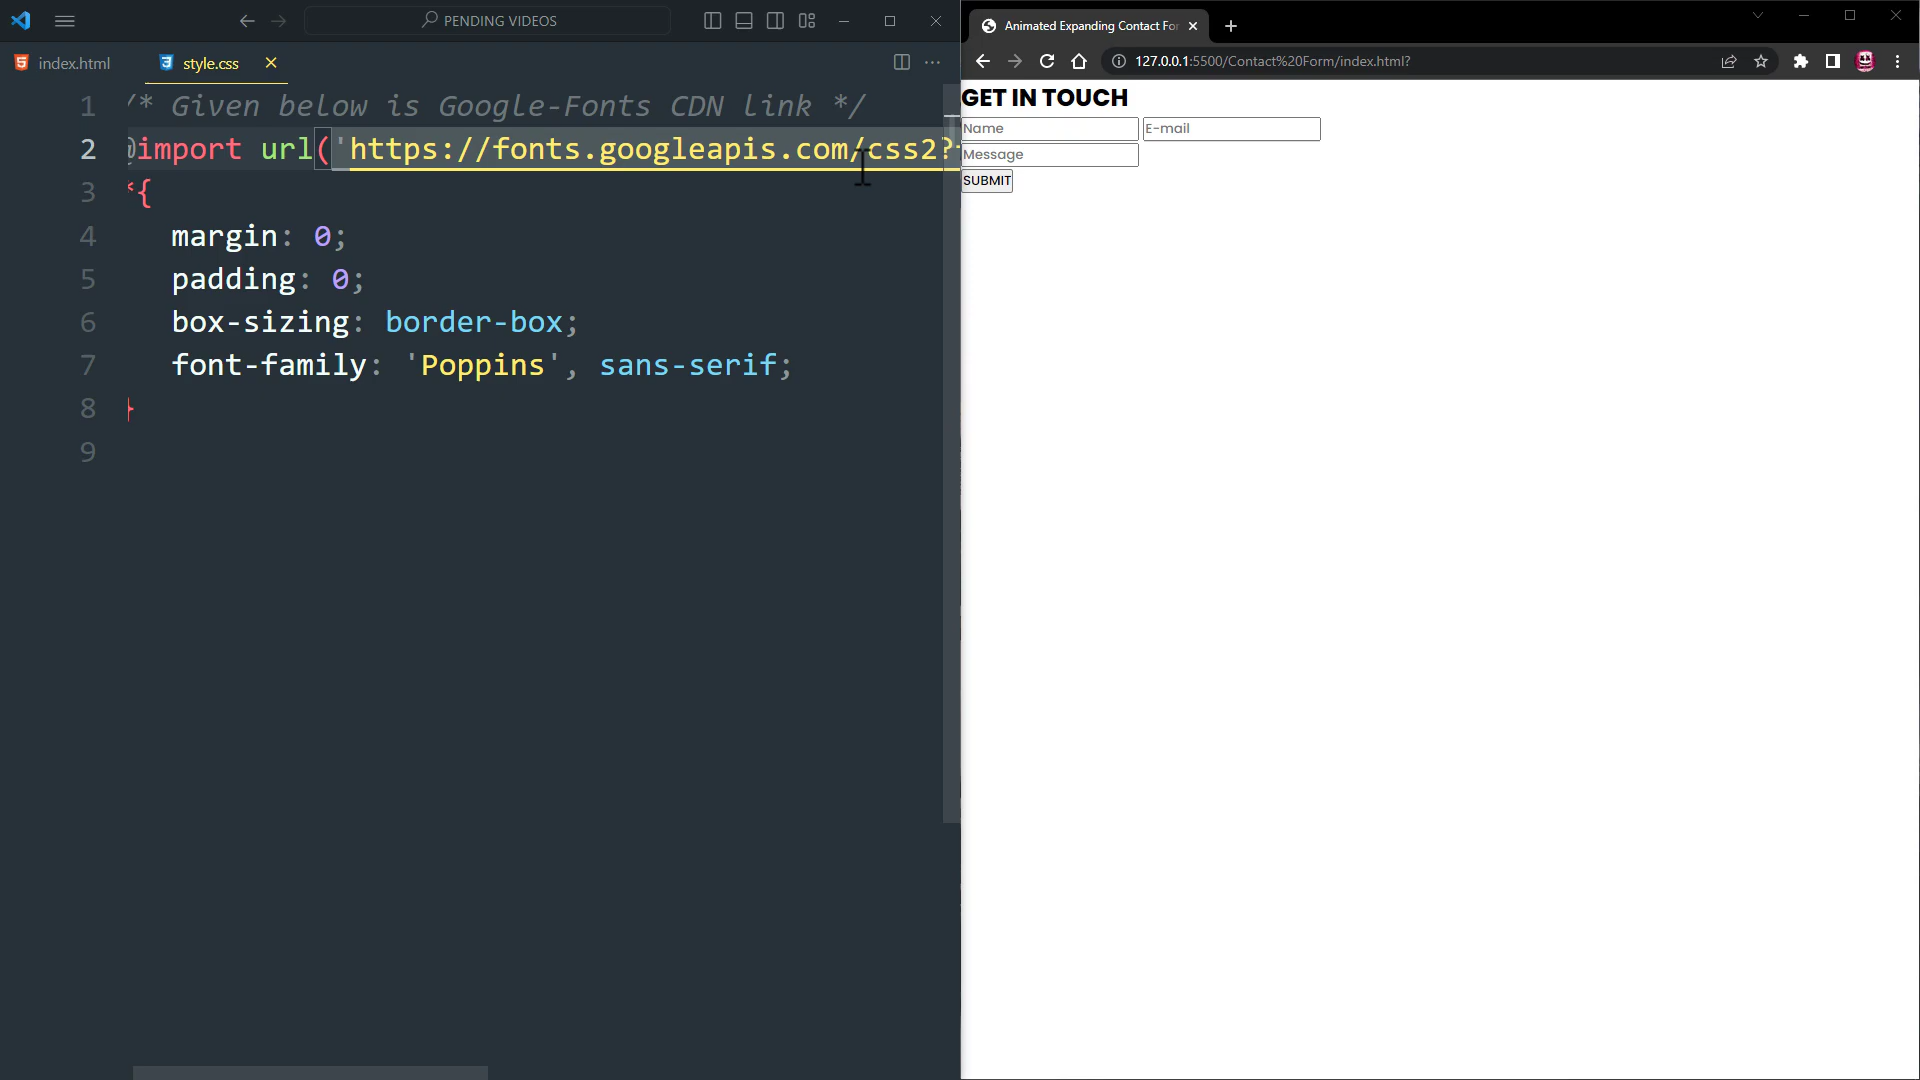 PENDING VIDEOS
index.html
style.css
1 /* Given below is Google-Fonts CDN link */
2 @import url('https://fonts.googleapis.com/css2?
3 *{
4 margin: 0;
5 padding: 0;
6 box-sizing: border-box;
7 font-family: 'Poppins', sans-serif;
8 }
9
Animated Expanding Contact For
127.0.0.1:5500/Contact%20Form/index.html?
GET IN TOUCH
Name E-mail
Message
SUBMIT